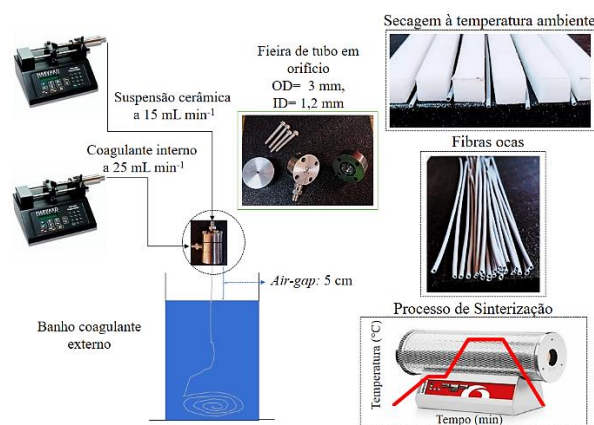 Suspensão cerâmica
a 15 mL min⁻¹
Coagulante interno
a 25 mL min⁻¹
Fieira de tubo em
orifício
OD= 3 mm,
ID= 1,2 mm
Air-gap: 5 cm
Banho coagulante
externo
Secagem à temperatura ambiente
Fibras ocas
Processo de Sinterização
Temperatura (°C)
Tempo (min)